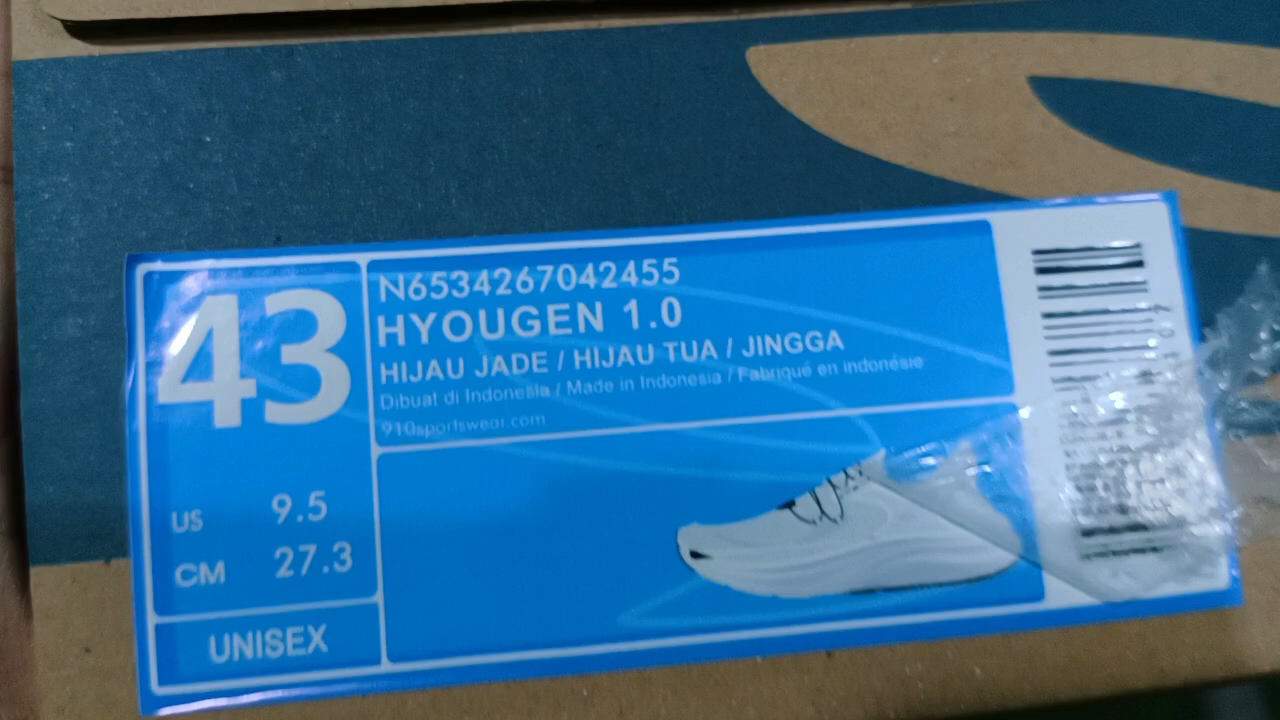 43
US 9.5
CM 27.3
UNISEX
N6534267042455
HYOUGEN 1.0
HIJAU JADE / HIJAU TUA / JINGGA
Dibuat di Indonesia / Made in Indonesia / Fabriqué en indonésie
910sportswear.com